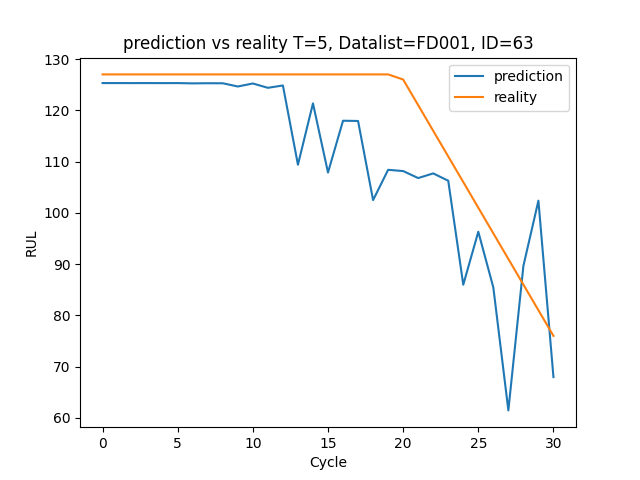 prediction vs reality T=5, Datalist=FD001, ID=63
prediction
reality
130
120
110
100
90
80
70
60
RUL
0 5 10 15 20 25 30
Cycle